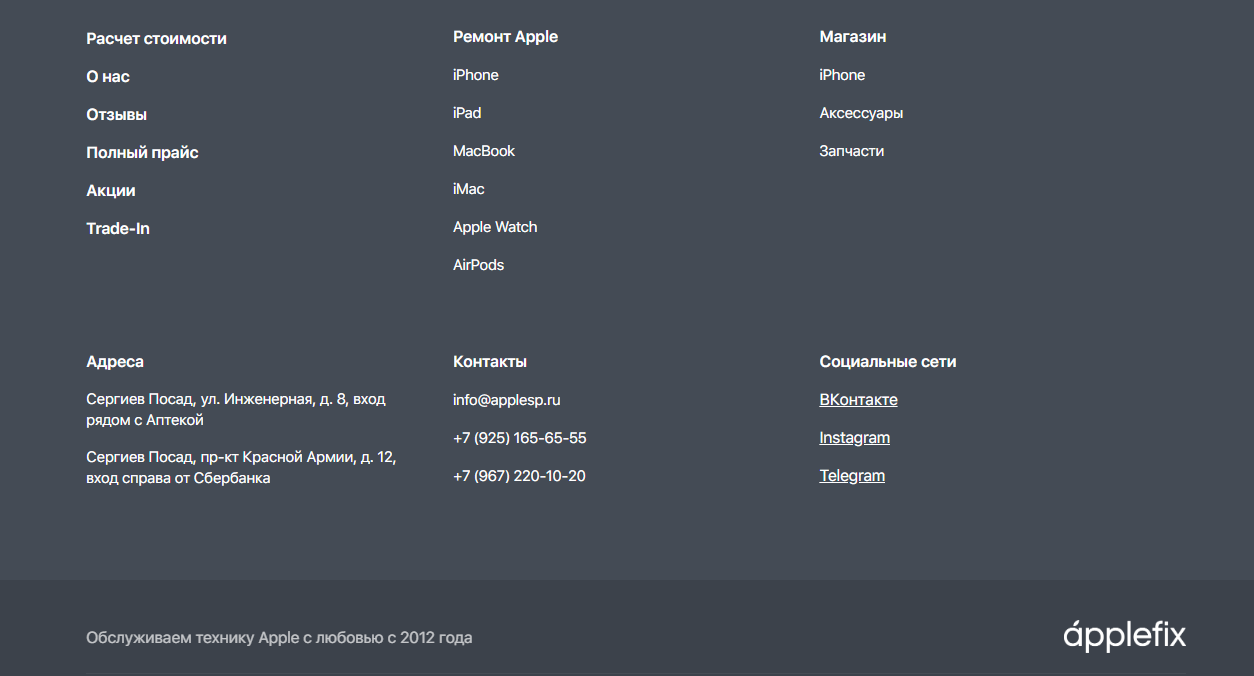 Расчет стоимости
О нас
Отзывы
Полный прайс
Акции
Trade-In
Ремонт Apple
iPhone
iPad
MacBook
iMac
Apple Watch
AirPods
Магазин
iPhone
Аксессуары
Запчасти
Адреса
Сергиев Посад, ул. Инженерная, д. 8, вход
рядом с Аптекой
Сергиев Посад, пр-кт Красной Армии, д. 12,
вход справа от Сбербанка
Контакты
info@applesp.ru
+7 (925) 165-65-55
+7 (967) 220-10-20
Социальные сети
ВКонтакте
Instagram
Telegram
Обслуживаем технику Apple с любовью с 2012 года
ápplefix